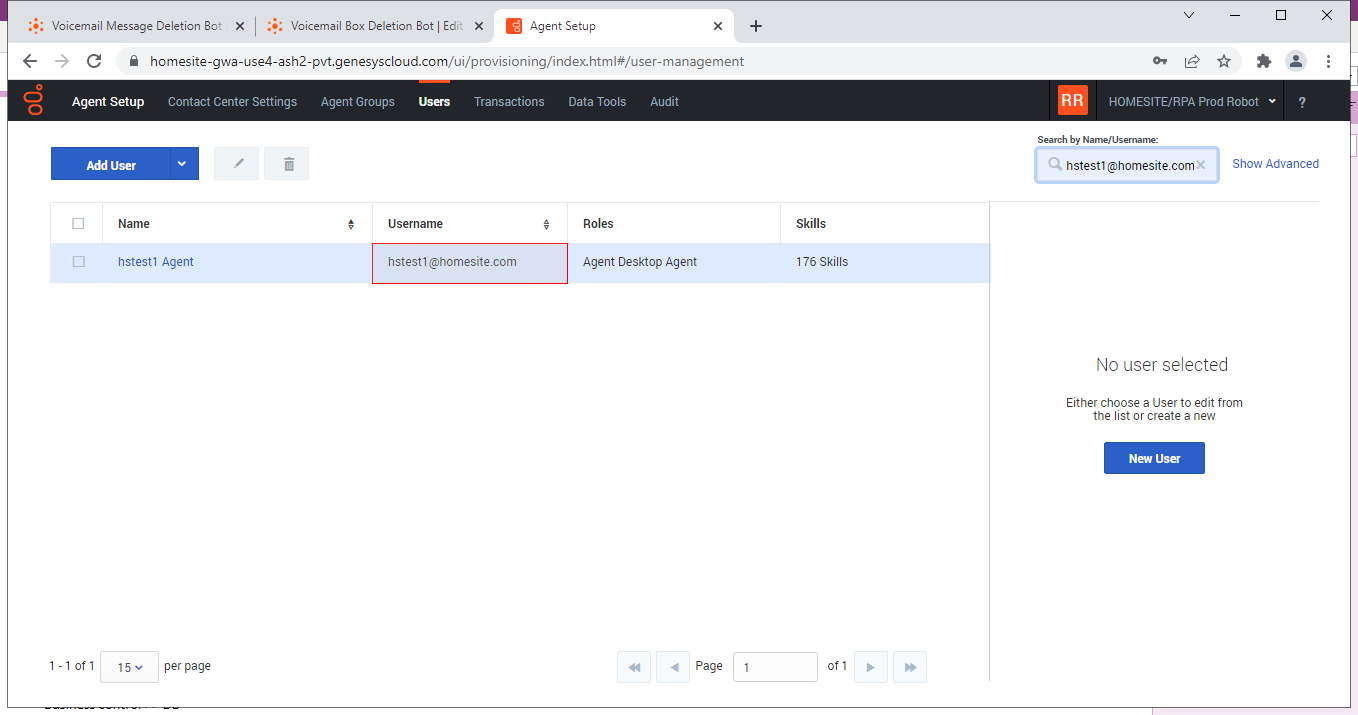 Voicemail Message Deletion Bot
Voicemail Box Deletion Bot | Edit
Agent Setup
homesite-gwa-use4-ash2-pvt.genesyscloud.com/ui/provisioning/index.html#/user-management
Agent Setup
Contact Center Settings
Agent Groups
Users
Transactions
Data Tools
Audit
RR
HOMESITE/RPA Prod Robot
?
Add User
Search by Name/Username:
hstest1@homesite.com
Show Advanced
Name
Username
Roles
Skills
hstest1 Agent
hstest1@homesite.com
Agent Desktop Agent
176 Skills
No user selected
Either choose a User to edit from
the list or create a new
New User
1 - 1 of 1
15
per page
Page
1
of 1